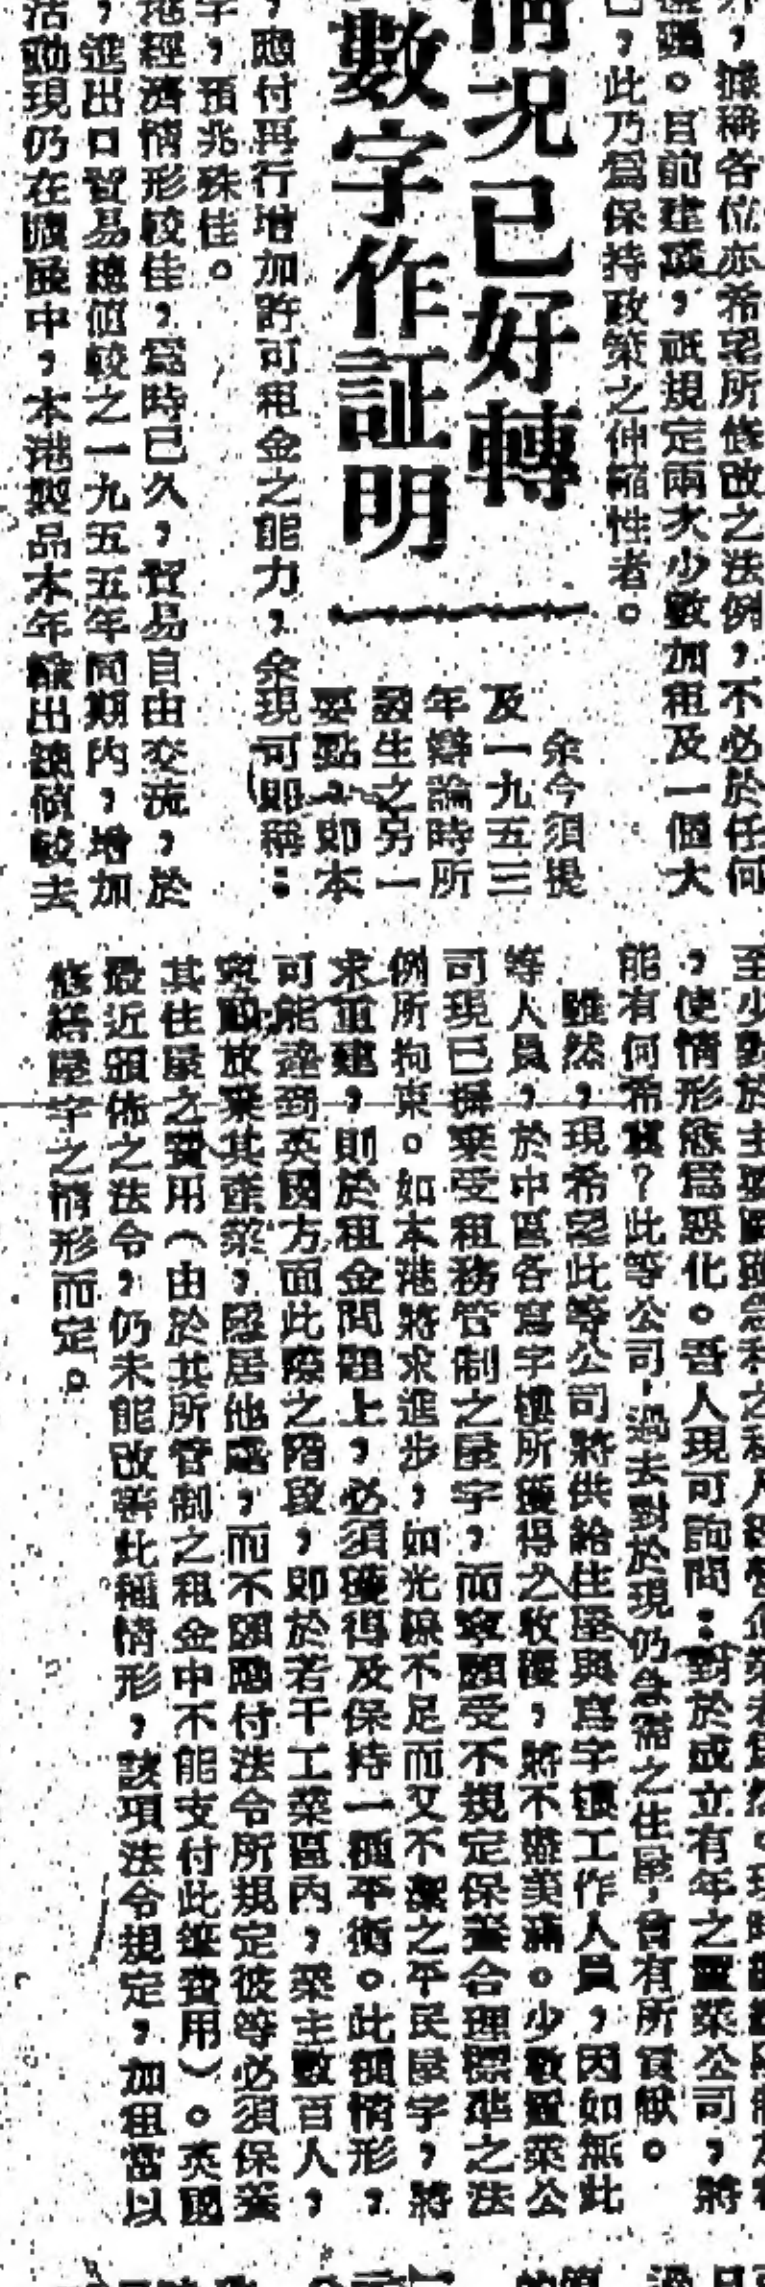 外，據稱各位亦希望所修改之法例，不必於任何
。目前建議，祇規定兩次少數加租及一個大
，此乃爲保持政策之伸縮性者。
情况已好轉
數字作証明
余今須提
及一九五三
年辯論時所
發生之另一
要點，即本
，應付再行增加許可租金之能力，余現可則稱：
字，預兆殊佳。
港經濟情形較佳，爲時已久，貿易自由交流，於
，進出口貿易總值較之一九五五年同期內，增加
活動現仍在擴展中，本港製品本年輸出總値較去
至少對於主要
，使情形態爲惡化。吾人現可詢問：對於成立有年之置業公司，將
能有何希冀？此等公司，過去對於現仍急需之住屋，曾有所貢獻。
雖然，現希望此等公司將供給住屋與寫字樓工作人員，因如無此
等人員，於中區各寫字樓所獲得之收穫，將不甚美滿。少數置業公
司現已摒棄受租務管制之屋宇，而寧願受不規定保養合理標準之法
例所拘束。如本港將求進步，如光線不足而又不潔之平民屋宇，將
求重建，則於租金問題上，必須獲得及保持一種平衡。此種情形，
可能達到英國方面此際之階段，即於若干工業區內，業主數百人，
寧願放棄其產業，隱居他處，而不願應付法令所規定彼等必須保養
其住屋之費用（由於其所管制之租金中不能支付此筆費用）。英國
最近頒佈之法令，仍未能改善此種情形，該項法令規定，加租當以
修繕屋宇之情形而定。